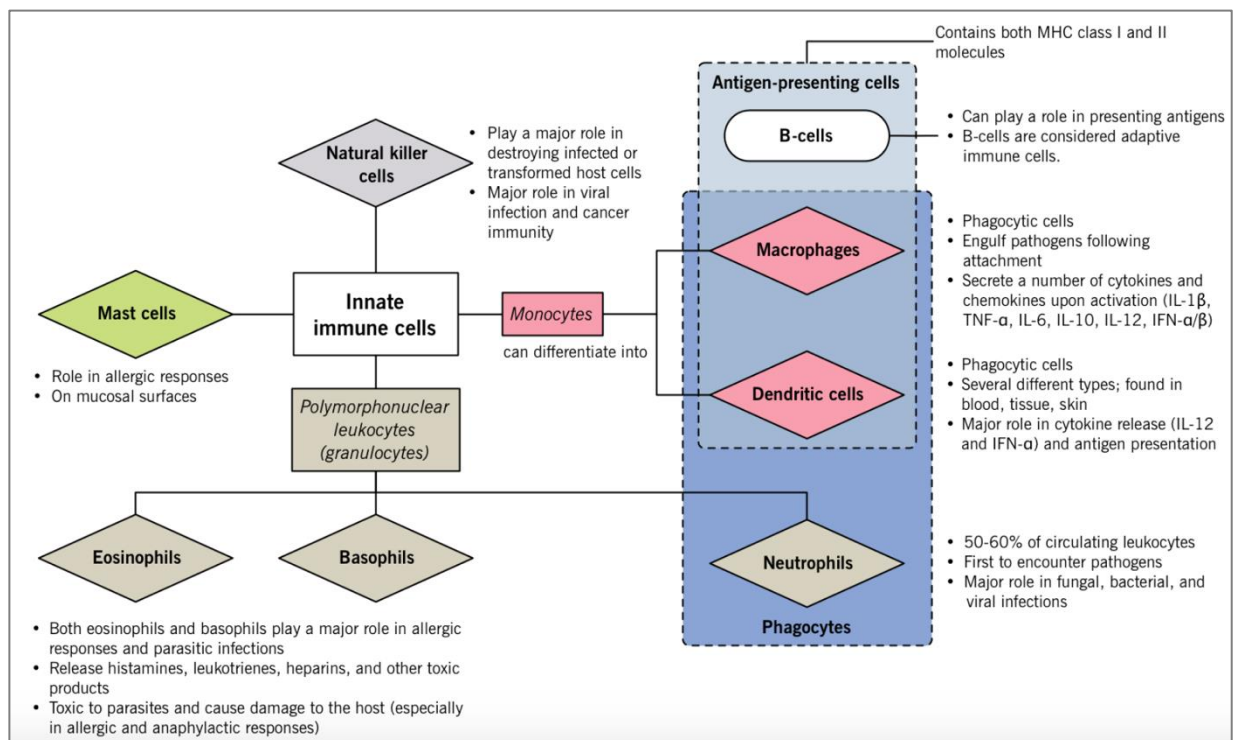 Contains both MHC class I and II
molecules
Antigen-presenting cells
B-cells
• Can play a role in presenting antigens
• B-cells are considered adaptive
immune cells.
Natural killer
cells
• Play a major role in
destroying infected or
transformed host cells
• Major role in viral
infection and cancer
immunity
Macrophages
• Phagocytic cells
• Engulf pathogens following
attachment
• Secrete a number of cytokines and
chemokines upon activation (IL-1β,
TNF-α, IL-6, IL-10, IL-12, IFN-α/β)
Mast cells
• Role in allergic responses
• On mucosal surfaces
Innate
immune cells
Monocytes
can differentiate into
Dendritic cells
• Phagocytic cells
• Several different types; found in
blood, tissue, skin
• Major role in cytokine release (IL-12
and IFN-α) and antigen presentation
Polymorphonuclear
leukocytes
(granulocytes)
Eosinophils
Basophils
Neutrophils
• 50-60% of circulating leukocytes
• First to encounter pathogens
• Major role in fungal, bacterial, and
viral infections
Phagocytes
• Both eosinophils and basophils play a major role in allergic
responses and parasitic infections
• Release histamines, leukotrienes, heparins, and other toxic
products
• Toxic to parasites and cause damage to the host (especially
in allergic and anaphylactic responses)